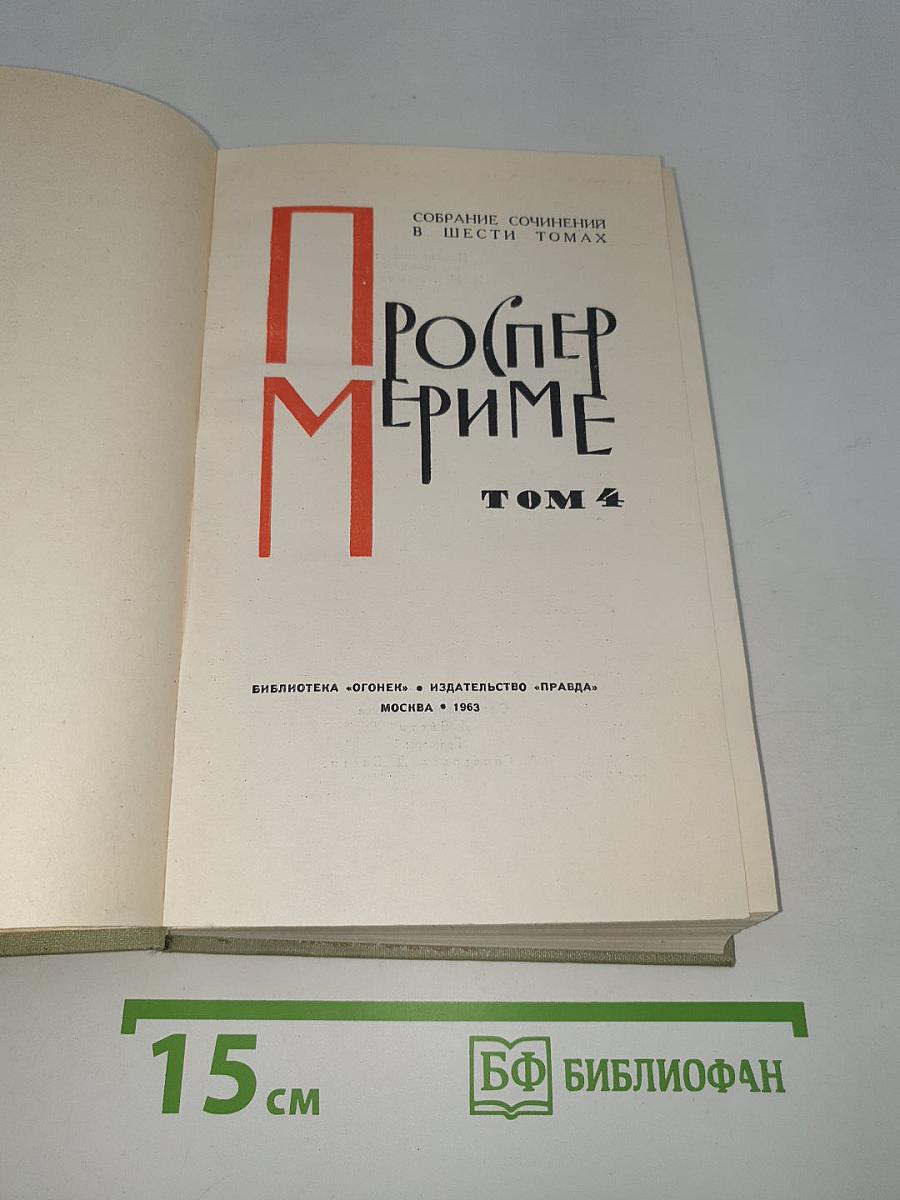 СОБРАНИЕ СОЧИНЕНИЙ
В ШЕСТИ ТОМАХ
ПРОСПЕР
МЕРИМЕ
ТОМ 4
БИБЛИОТЕКА «ОГОНЕК» • ИЗДАТЕЛЬСТВО «ПРАВДА»
МОСКВА • 1963
15 см
БФ БИБЛИОФАН